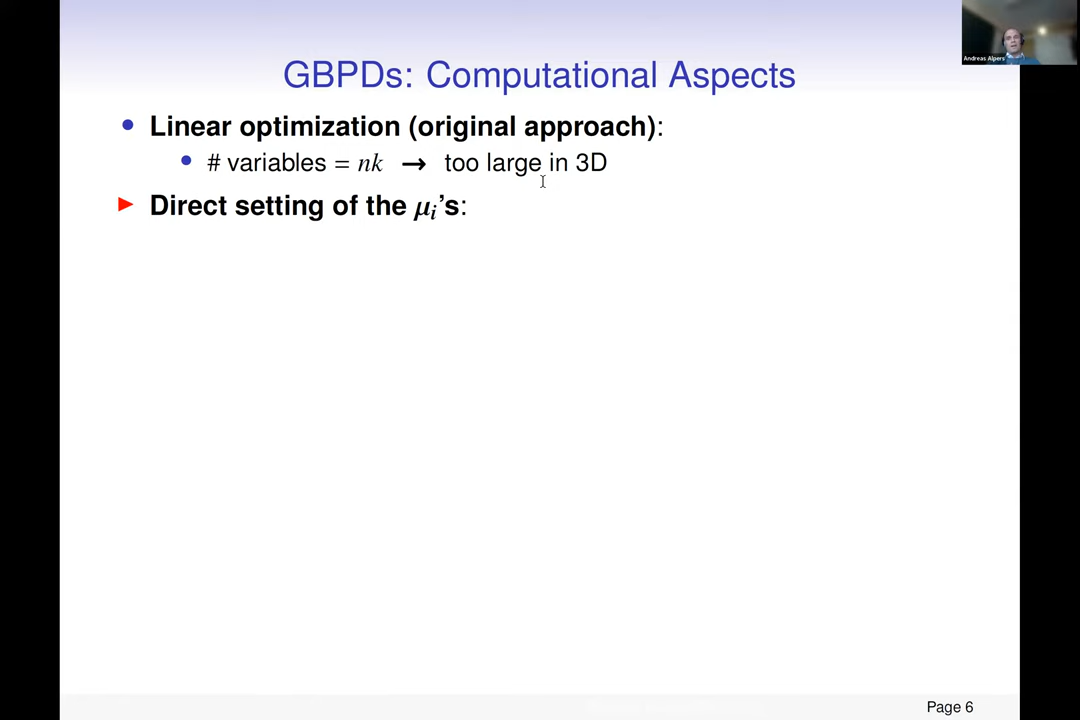 Andreas Alpers
GBPDs: Computational Aspects
• Linear optimization (original approach):
• # variables = nk → too large in 3D
▶ Direct setting of the μᵢ's:
Page 6